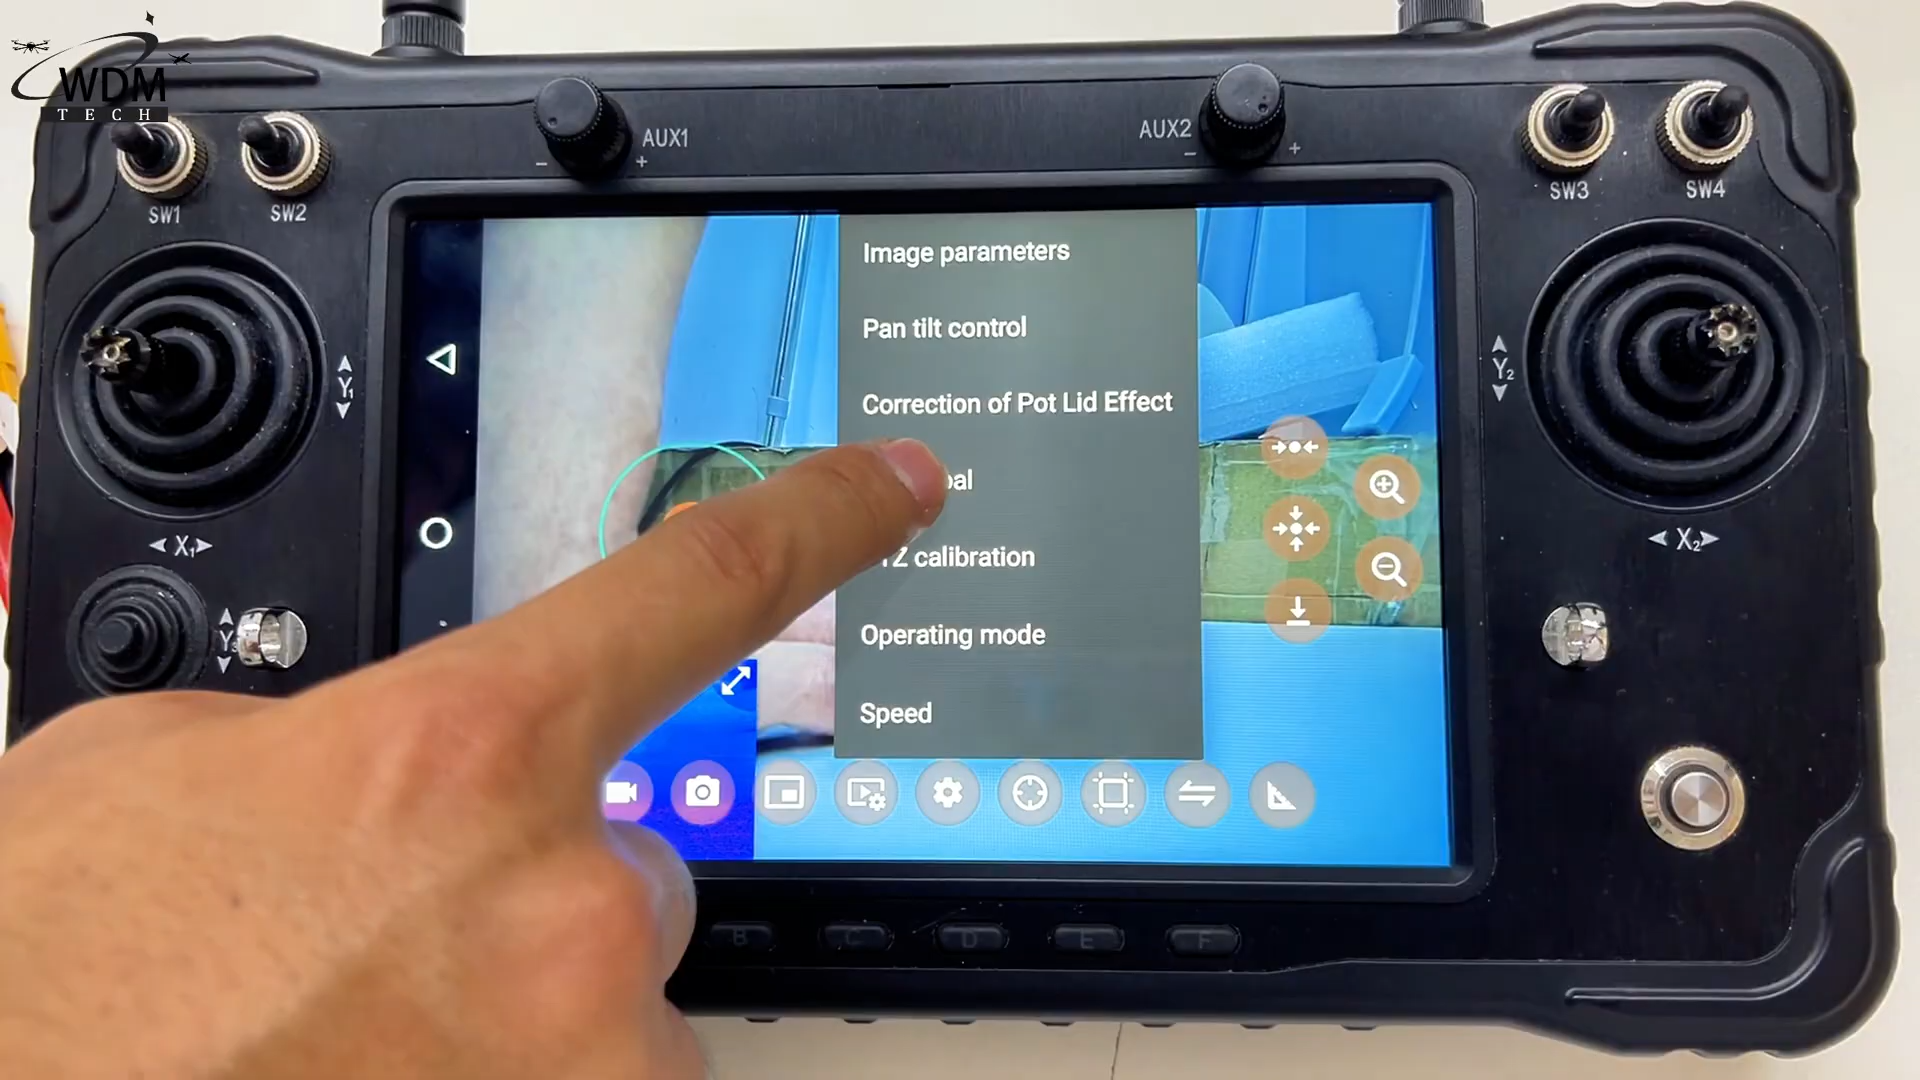 WDM
TECH
AUX1
- +
AUX2
- +
SW1
SW2
SW3
SW4
Image parameters
Pan tilt control
Correction of Pot Lid Effect
calibration
Operating mode
Speed
Y1
X1
Y2
X2
B
C
D
E
F